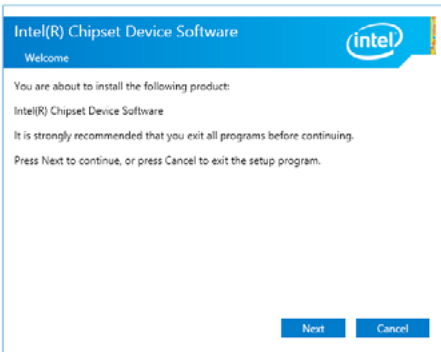 Intel(R) Chipset Device Software
intel
Welcome
You are about to install the following product:
Intel(R) Chipset Device Software
It is strongly recommended that you exit all programs before continuing.
Press Next to continue, or press Cancel to exit the setup program.
Next Cancel